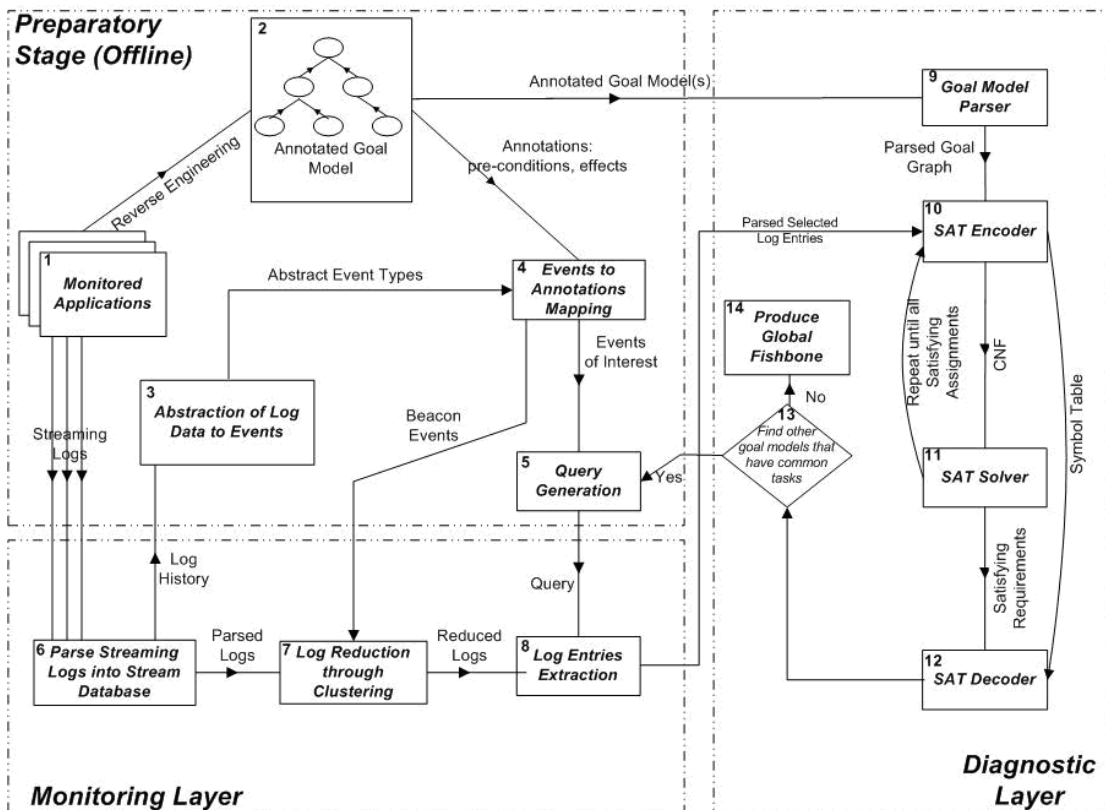 Preparatory
Stage (Offline)
2
Annotated Goal
Model
Annotated Goal Model(s)
9
Goal Model
Parser
Reverse Engineering
Annotations:
pre-conditions, effects
Parsed Goal
Graph
1
Monitored
Applications
Abstract Event Types
4
Events to
Annotations
Mapping
Parsed Selected
Log Entries
10
SAT Encoder
14
Produce
Global
Fishbone
Events
of Interest
Repeat until all
Satisfying
Assignments
CNF
Symbol Table
3
Abstraction of Log
Data to Events
Streaming
Logs
Beacon
Events
No
13
Find other
goal models that
have common
tasks
Yes
5
Query
Generation
11
SAT Solver
Log
History
Query
Satisfying
Requirements
6
Parse Streaming
Logs into Stream
Database
Parsed
Logs
7
Log Reduction
through
Clustering
Reduced
Logs
8
Log Entries
Extraction
12
SAT Decoder
Monitoring Layer
Diagnostic
Layer